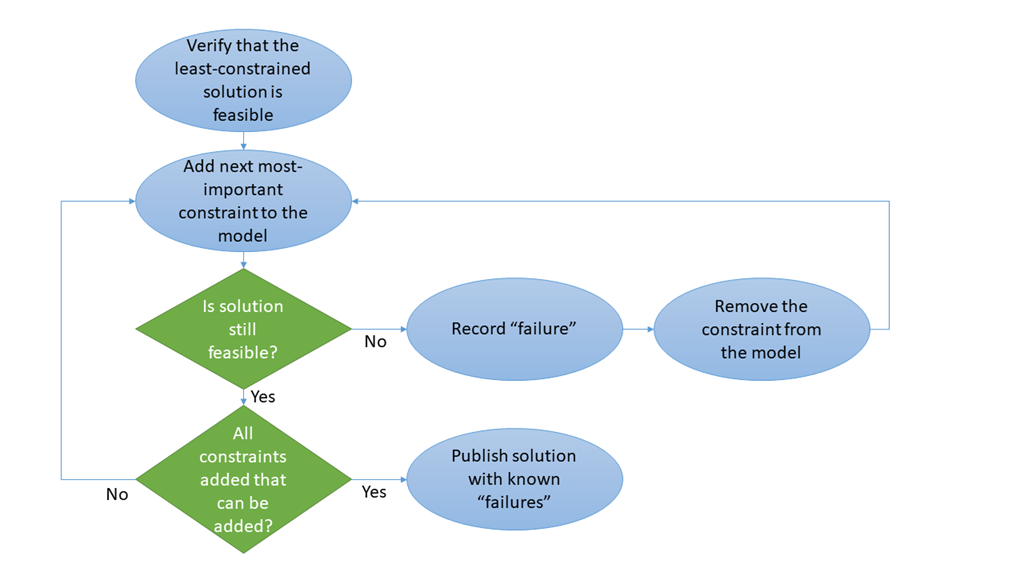 Verify that the
least-constrained
solution is
feasible
Add next most-
important
constraint to the
model
Is solution
still
feasible?
No
Record “failure”
Remove the
constraint from
the model
Yes
All
constraints
added that
can be
added?
No
Yes
Publish solution
with known
“failures”